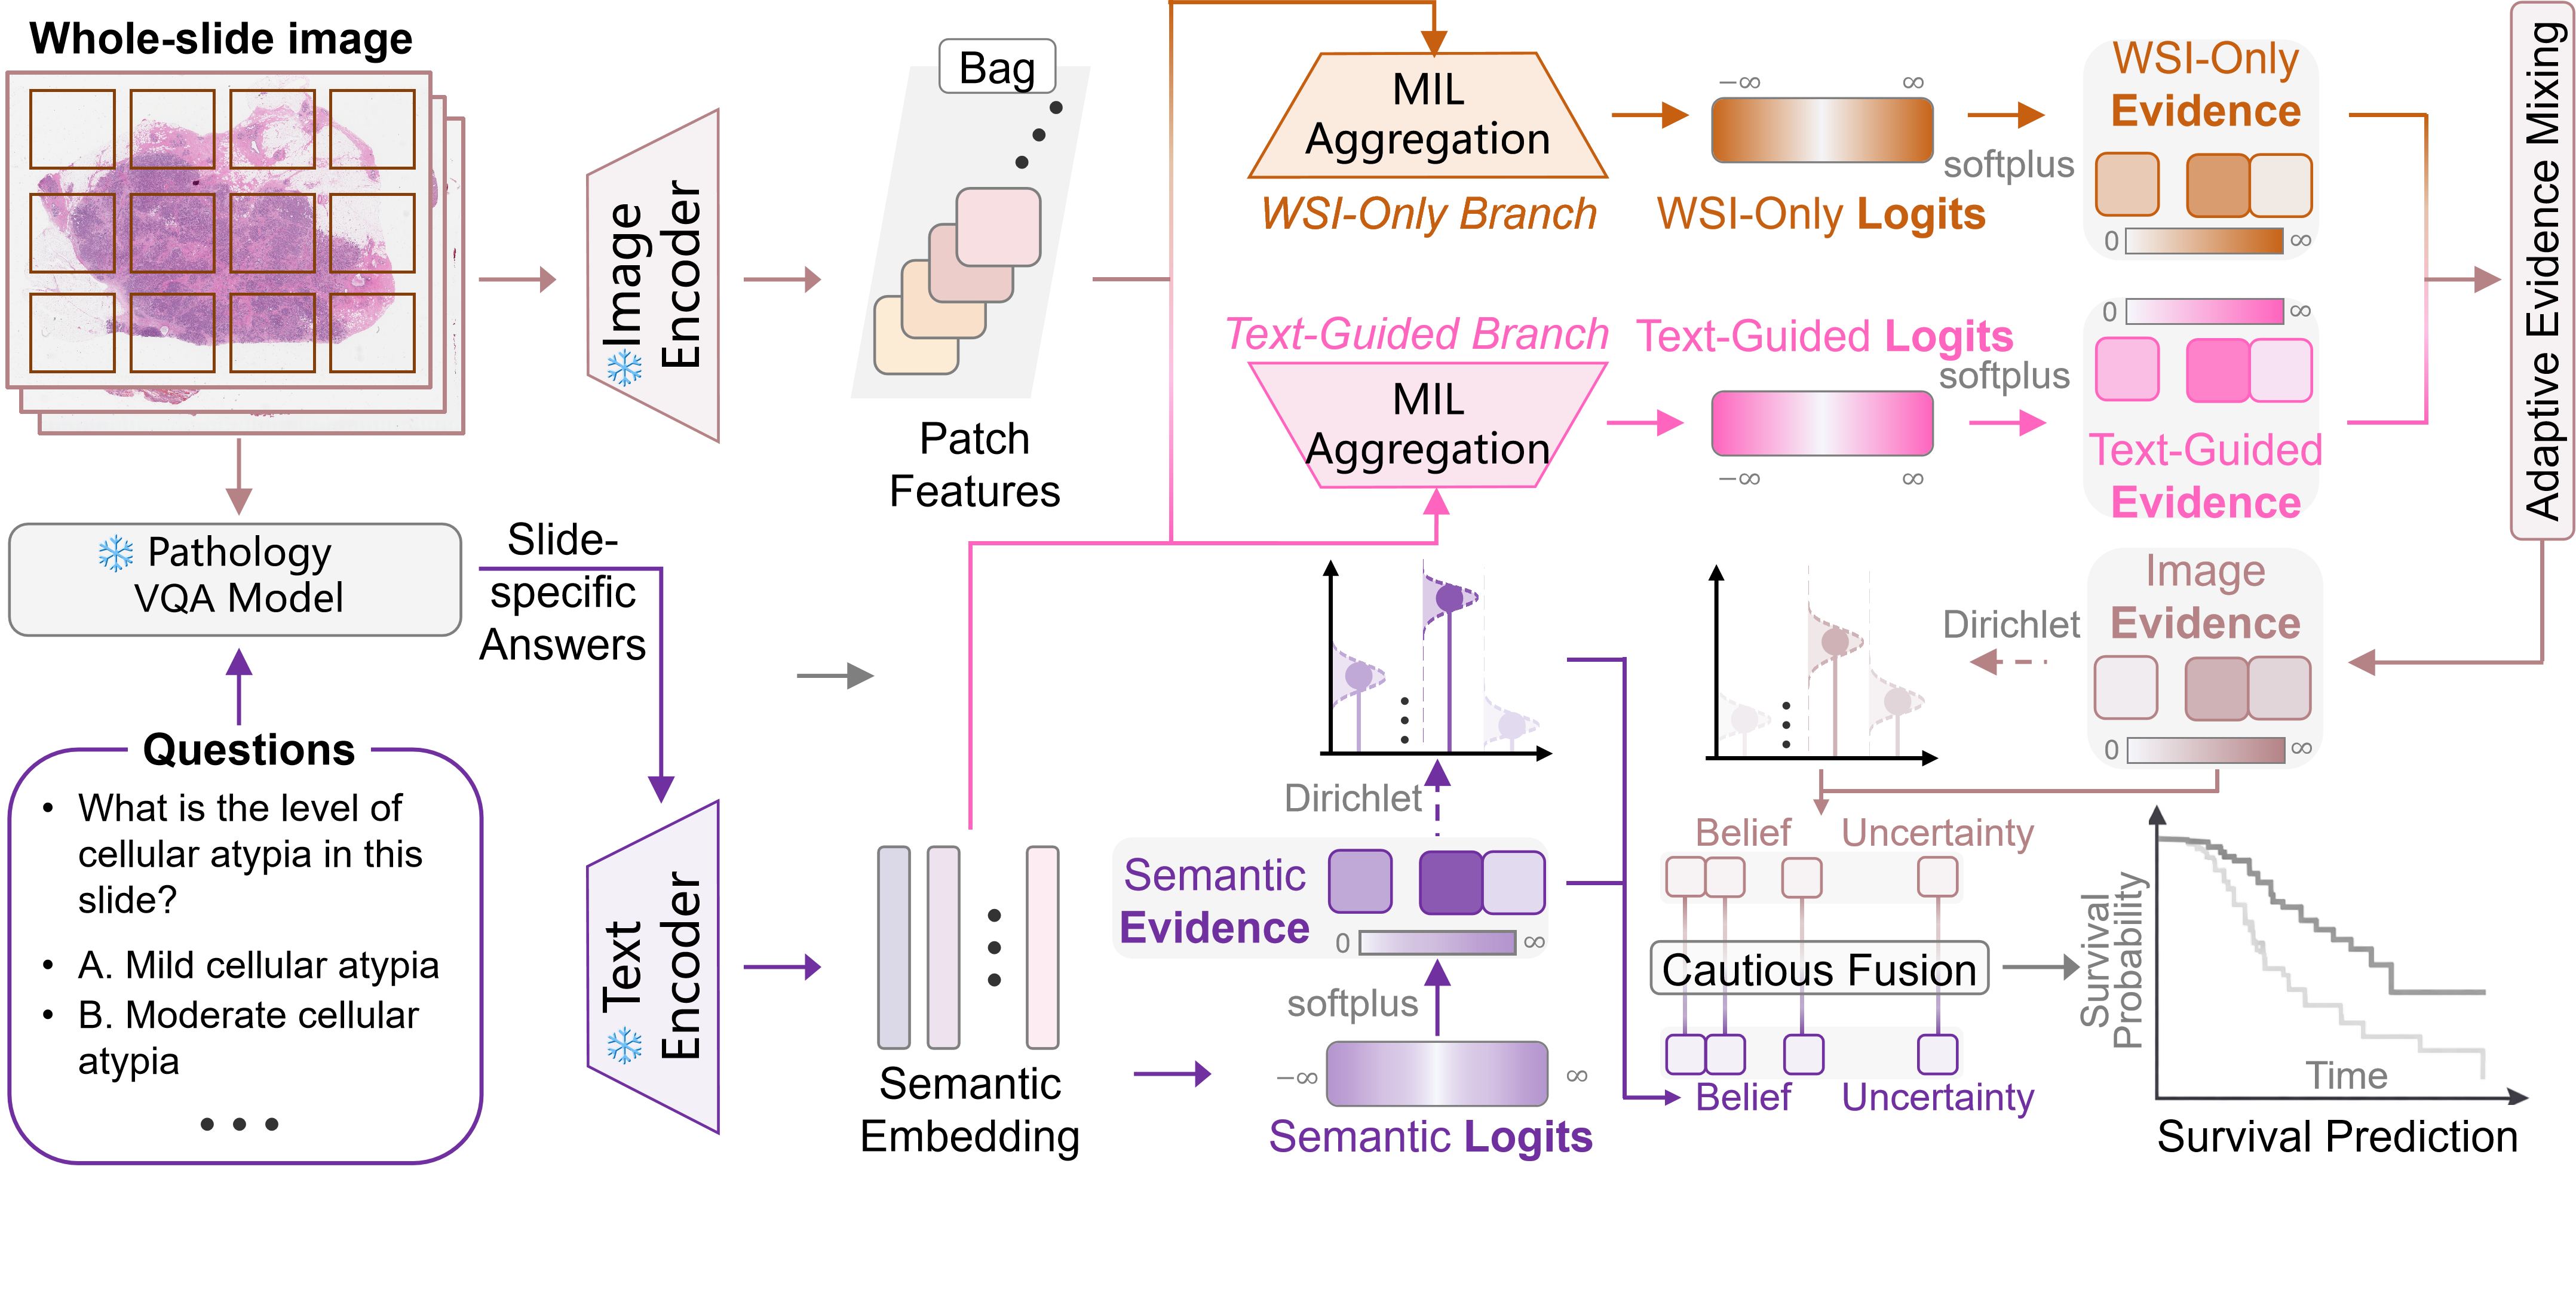 Whole-slide image
Image
Encoder
Bag
Patch
Features
MIL
Aggregation
WSI-Only Branch
−∞ ∞
WSI-Only Logits
softplus
WSI-Only
Evidence
0 ∞
Adaptive Evidence Mixing
Text-Guided Branch
MIL
Aggregation
Text-Guided Logits
−∞ ∞
softplus
0 ∞
Text-Guided
Evidence
Pathology
VQA Model
Slide-
specific
Answers
Questions
• What is the level of
cellular atypia in this
slide?
• A. Mild cellular atypia
• B. Moderate cellular
atypia
Text
Encoder
Semantic
Embedding
Dirichlet
Semantic
Evidence
0 ∞
softplus
−∞ ∞
Semantic Logits
Dirichlet
Image
Evidence
0 ∞
Belief Uncertainty
Cautious Fusion
Belief Uncertainty
Survival
Probability
Time
Survival Prediction